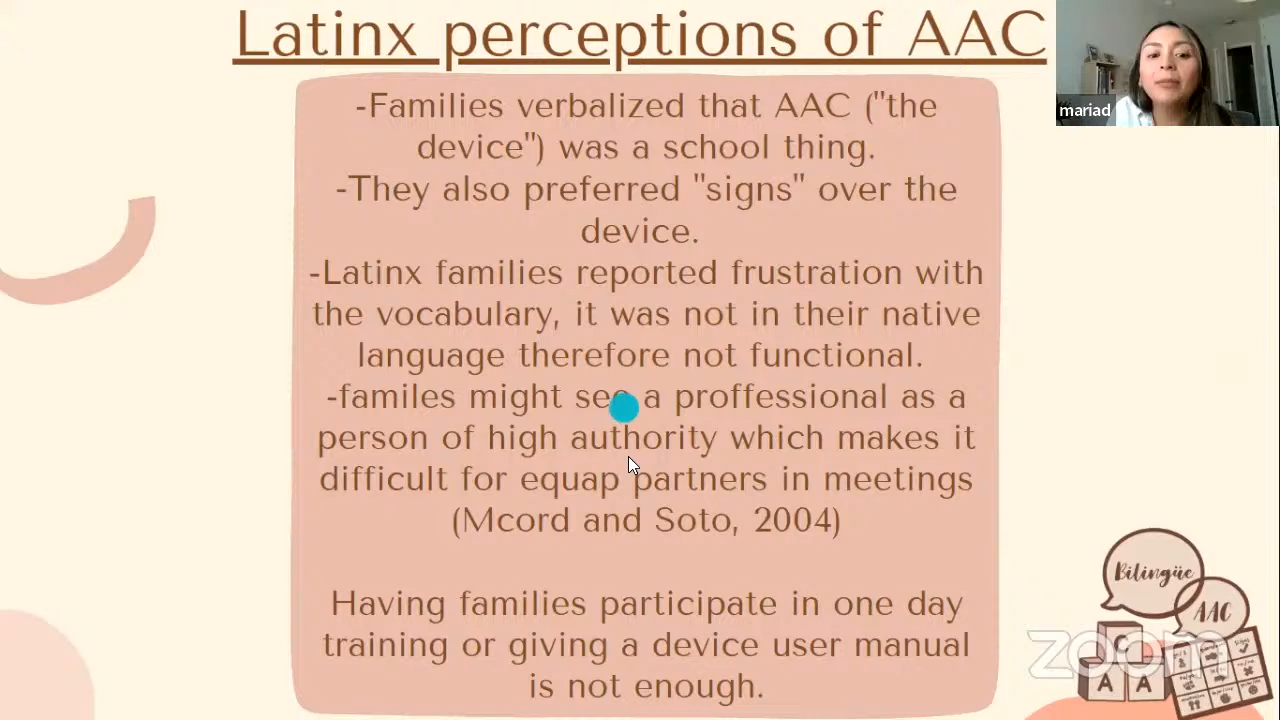 Latinx perceptions of AAC
mariad
-Families verbalized that AAC ("the
device") was a school thing.
-They also preferred "signs" over the
device.
-Latinx families reported frustration with
the vocabulary, it was not in their native
language therefore not functional.
-familes might see a proffessional as a
person of high authority which makes it
difficult for equap partners in meetings
(Mcord and Soto, 2004)
Having families participate in one day
training or giving a device user manual
is not enough.
Bilingüe
AAC
zoom
C
A A